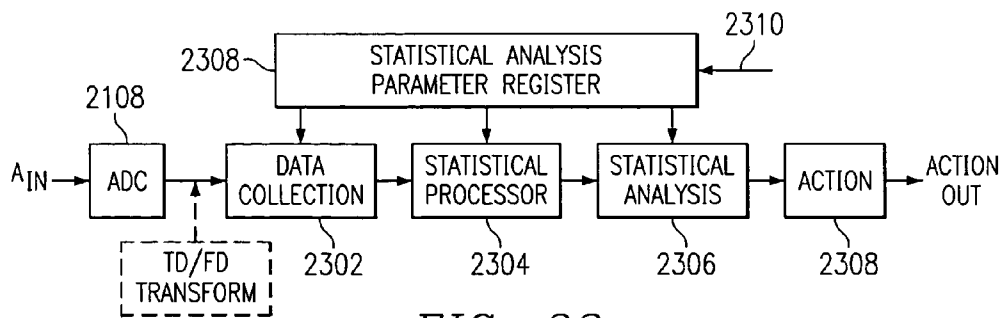 2310
2308
STATISTICAL ANALYSIS
PARAMETER REGISTER
2108
A IN
ADC
DATA
COLLECTION
STATISTICAL
PROCESSOR
STATISTICAL
ANALYSIS
ACTION
ACTION
OUT
TD/FD
TRANSFORM
2302
2304
2306
2308